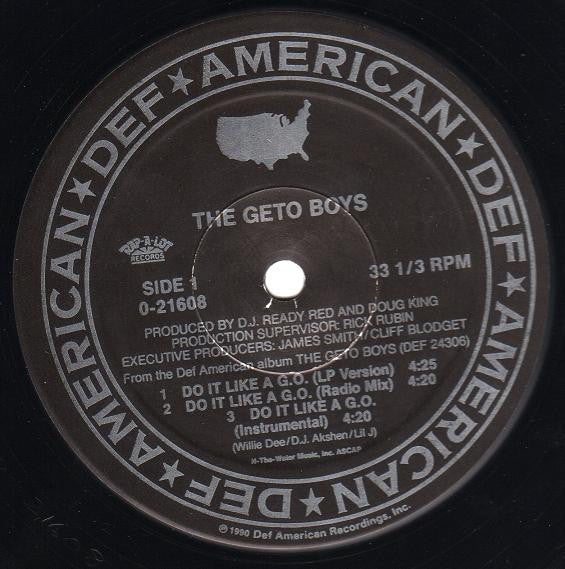 DEF ★ AMERICAN ★ DEF ★ AMERICAN ★ DEF ★ AMERICAN ★
THE GETO BOYS
RAP-A-LOT
RECORDS
SIDE 1
0-21608
33 1/3 RPM
PRODUCED BY D.J. READY RED AND DOUG KING
PRODUCTION SUPERVISOR: RICK RUBIN
EXECUTIVE PRODUCERS: JAMES SMITH/CLIFF BLODGET
From the Def American album THE GETO BOYS (DEF 24306)
1 DO IT LIKE A G.O. (LP Version) 4:25
2 DO IT LIKE A G.O. (Radio Mix) 4:20
3 DO IT LIKE A G.O.
(Instrumental) 4:20
(Willie Dee/D.J. Akshen/Lil J)
N-The-Water Music, Inc. ASCAP
℗ 1990 Def American Recordings, Inc.
21608